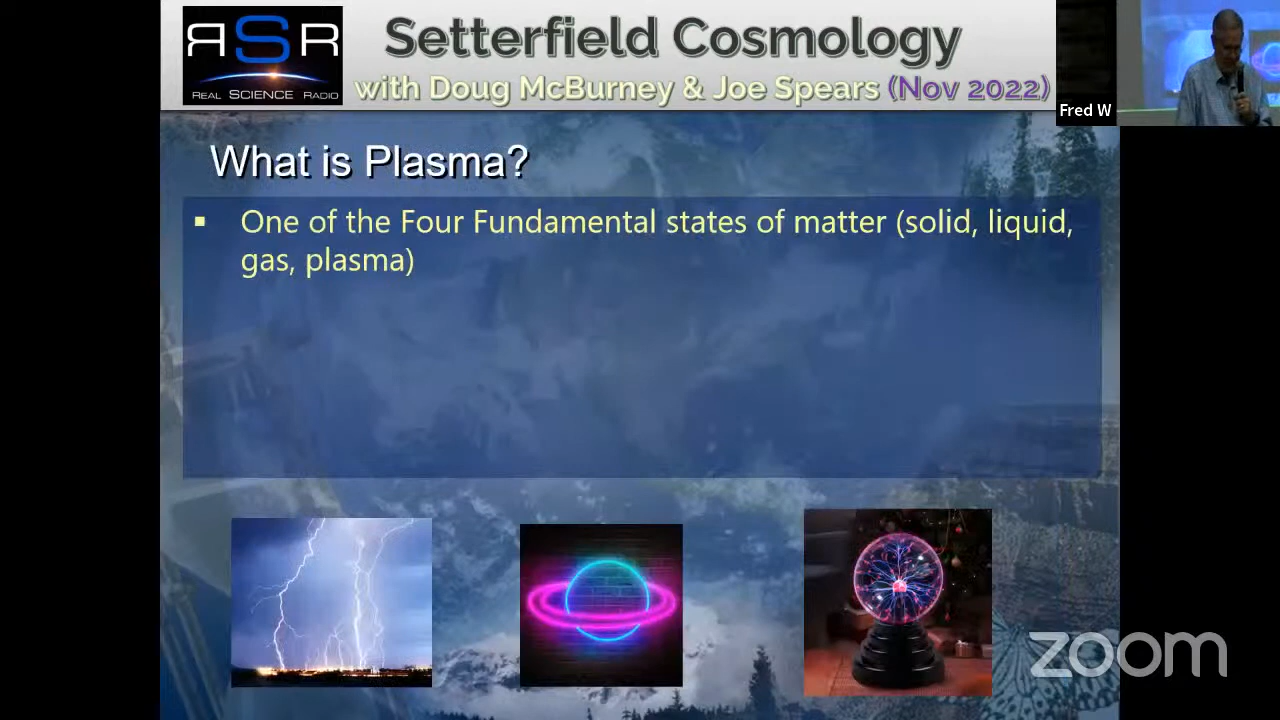 ЯSR
REAL SCIENCE RADIO
Setterfield Cosmology
with Doug McBurney & Joe Spears (Nov 2022)
Fred W
What is Plasma?
▪ One of the Four Fundamental states of matter (solid, liquid,
gas, plasma)
zoom